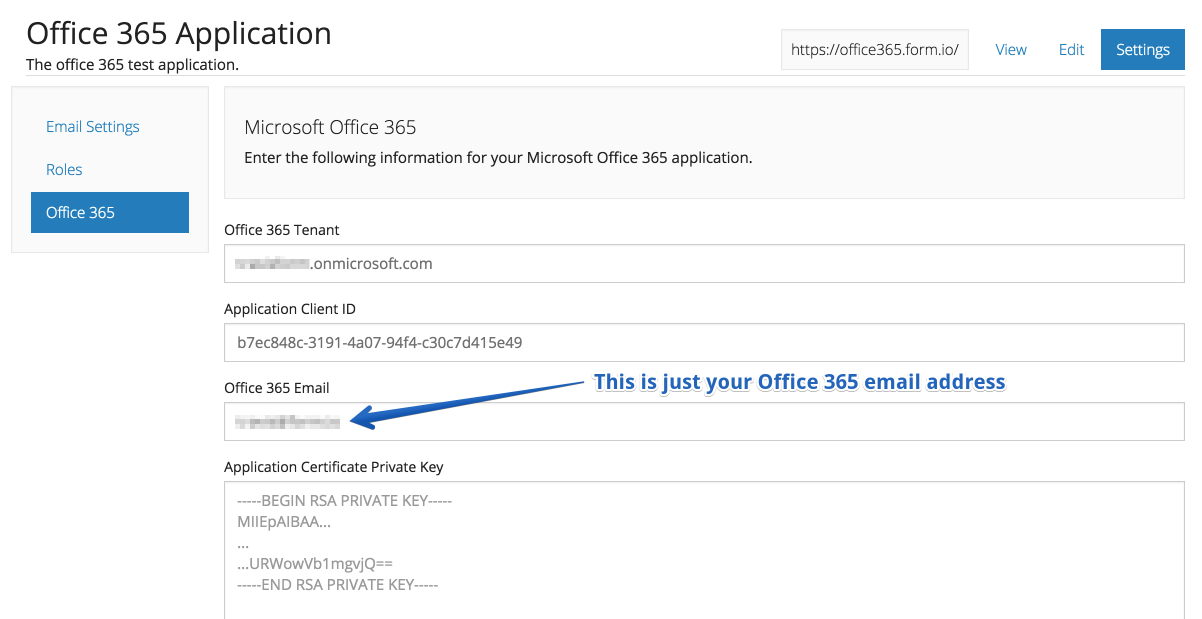 Office 365 Application
The office 365 test application.
https://office365.form.io/
View
Edit
Settings
Email Settings
Roles
Office 365
Microsoft Office 365
Enter the following information for your Microsoft Office 365 application.
Office 365 Tenant
.onmicrosoft.com
Application Client ID
b7ec848c-3191-4a07-94f4-c30c7d415e49
Office 365 Email
This is just your Office 365 email address
Application Certificate Private Key
-----BEGIN RSA PRIVATE KEY-----
MIIEpAIBAA...
...
...URWowVb1mgvjQ==
-----END RSA PRIVATE KEY-----